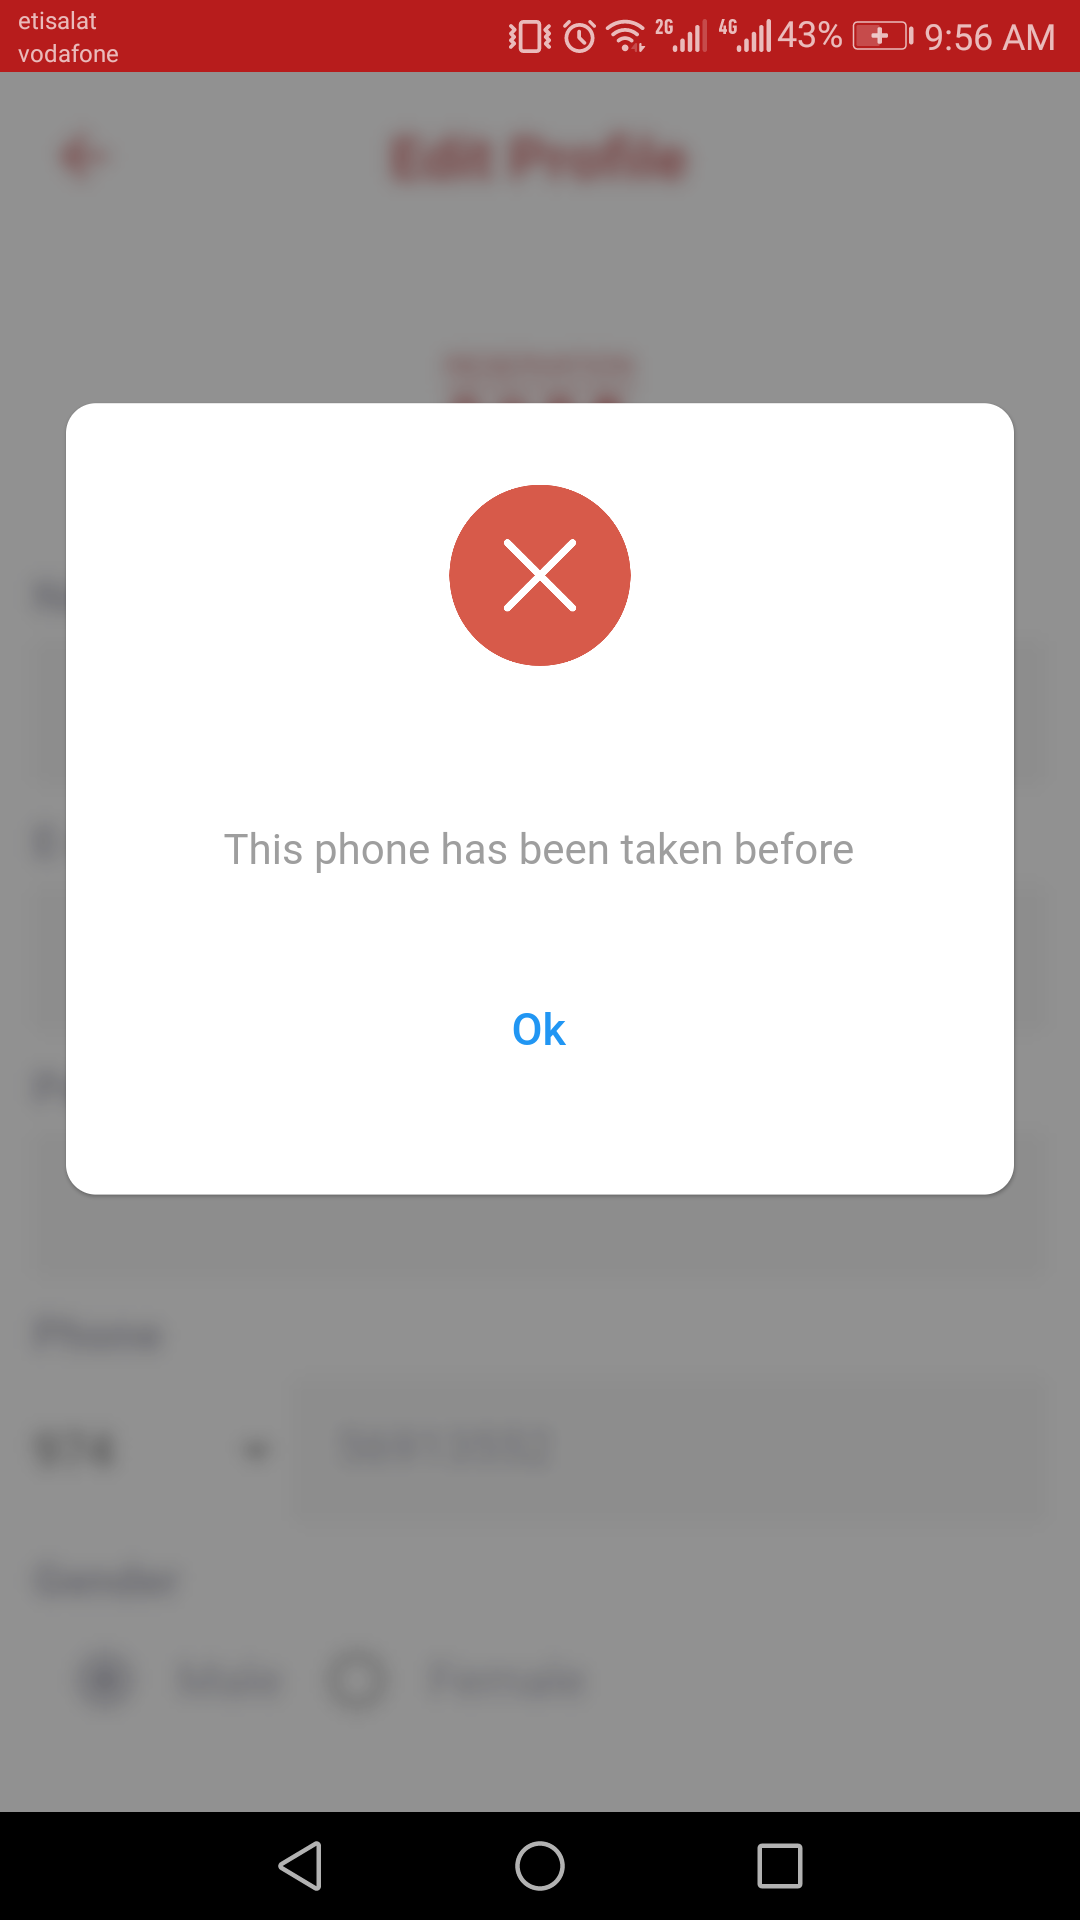 etisalat
vodafone
2G
4G
43%
9:56 AM
Edit Profile
This phone has been taken before
Ok
Phone
974
Gender
Male
Female